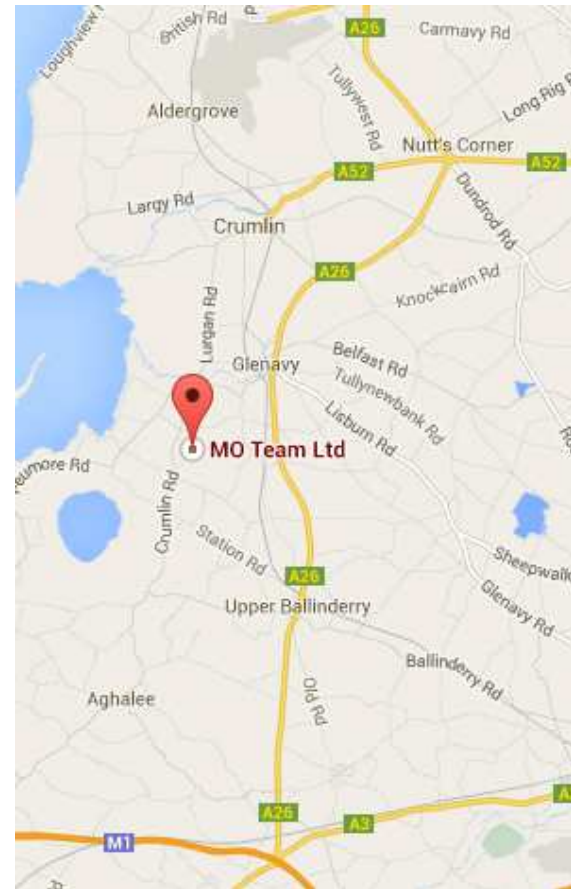 Loughview
British Rd
A26
Carmavy Rd
Aldergrove
Tullywest Rd
Long Rig
Nutt's Corner
A52
A52
Largy Rd
Crumlin
Dundrod Rd
A26
Knockcairn Rd
Lurgan Rd
Glenavy
Belfast Rd
Tullynewbank Rd
Lisburn Rd
MO Team Ltd
eumore Rd
Crumlin Rd
Station Rd
Sheepwalk
A26
Upper Ballinderry
Glenavy Rd
Ballinderry Rd
Aghalee
Old Rd
A26
A3
M1